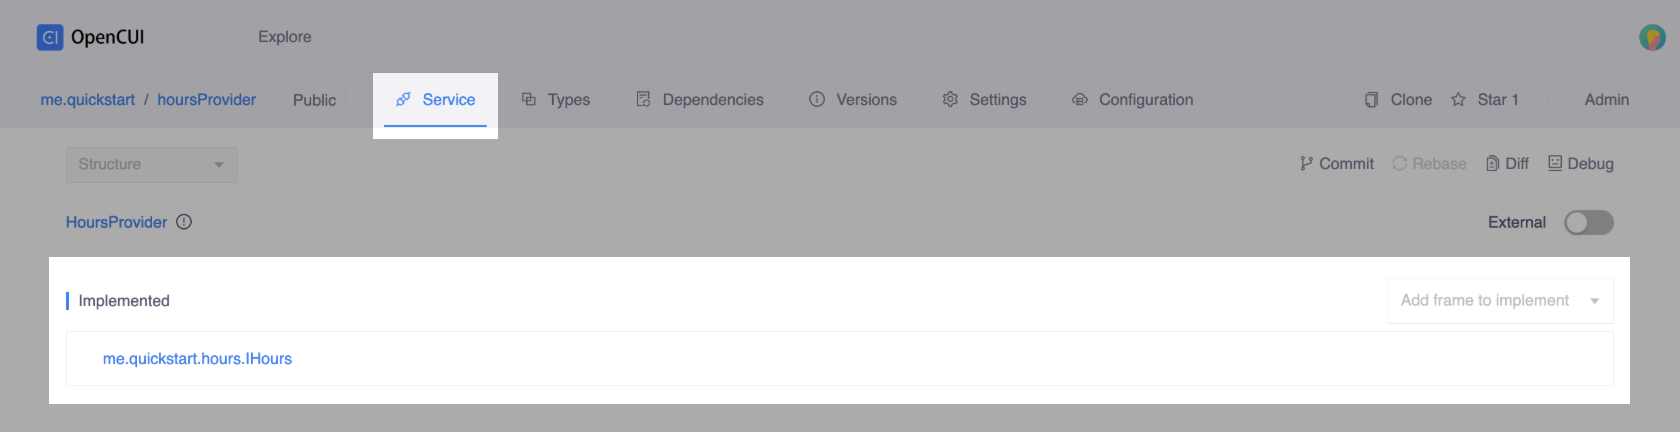 OpenCUI Explore
me.quickstart / hoursProvider Public Service Types Dependencies Versions Settings Configuration Clone Star 1 Admin
Structure Commit Rebase Diff Debug
HoursProvider External
Implemented Add frame to implement
me.quickstart.hours.IHours